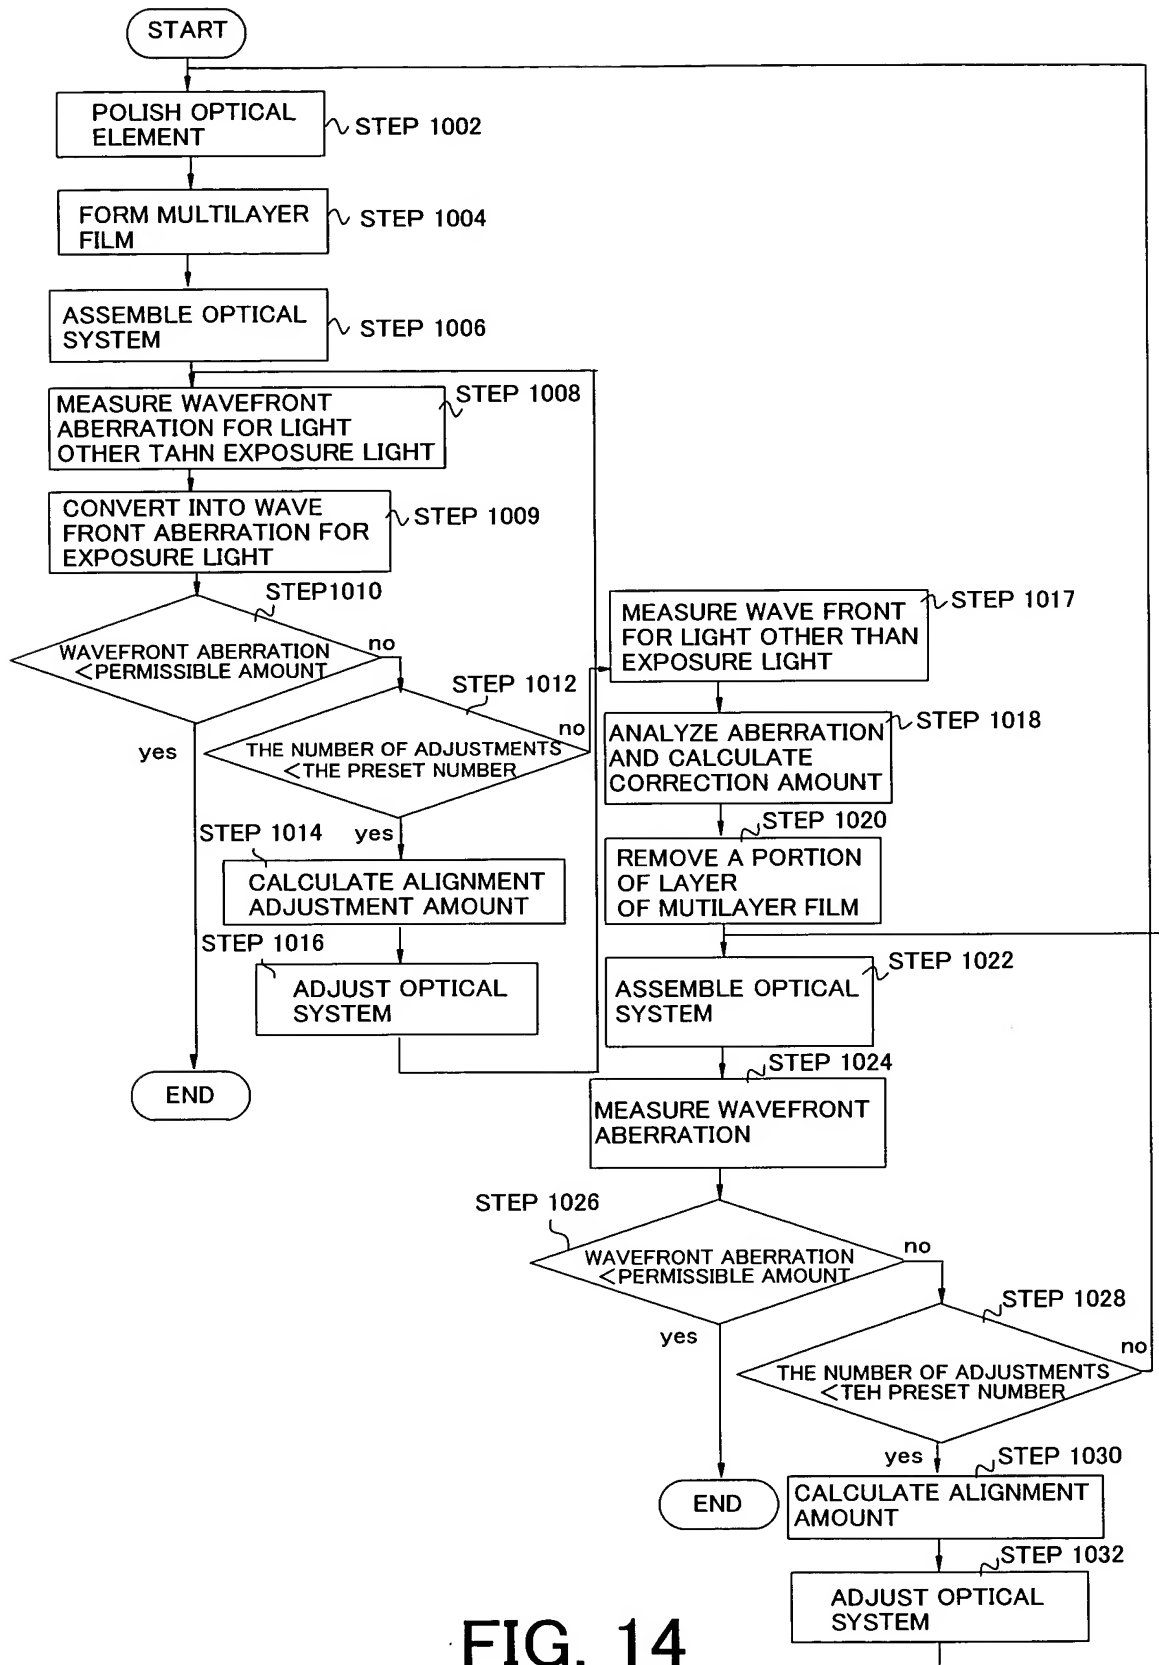 START
POLISH OPTICAL
ELEMENT
STEP 1002
FORM MULTILAYER
FILM
STEP 1004
ASSEMBLE OPTICAL
SYSTEM
STEP 1006
MEASURE WAVEFRONT
ABERRATION FOR LIGHT
OTHER TAHN EXPOSURE LIGHT
STEP 1008
CONVERT INTO WAVE
FRONT ABERRATION FOR
EXPOSURE LIGHT
STEP 1009
STEP1010
WAVEFRONT ABERRATION
<PERMISSIBLE AMOUNT
no
yes
STEP 1012
THE NUMBER OF ADJUSTMENTS
<THE PRESET NUMBER
no
yes
STEP 1014
CALCULATE ALIGNMENT
ADJUSTMENT AMOUNT
STEP 1016
ADJUST OPTICAL
SYSTEM
END
MEASURE WAVE FRONT
FOR LIGHT OTHER THAN
EXPOSURE LIGHT
STEP 1017
ANALYZE ABERRATION
AND CALCULATE
CORRECTION AMOUNT
STEP 1018
STEP 1020
REMOVE A PORTION
OF LAYER
OF MUTILAYER FILM
ASSEMBLE OPTICAL
SYSTEM
STEP 1022
STEP 1024
MEASURE WAVEFRONT
ABERRATION
STEP 1026
WAVEFRONT ABERRATION
<PERMISSIBLE AMOUNT
no
yes
STEP 1028
THE NUMBER OF ADJUSTMENTS
<TEH PRESET NUMBER
no
yes
END
STEP 1030
CALCULATE ALIGNMENT
AMOUNT
STEP 1032
ADJUST OPTICAL
SYSTEM
FIG. 14